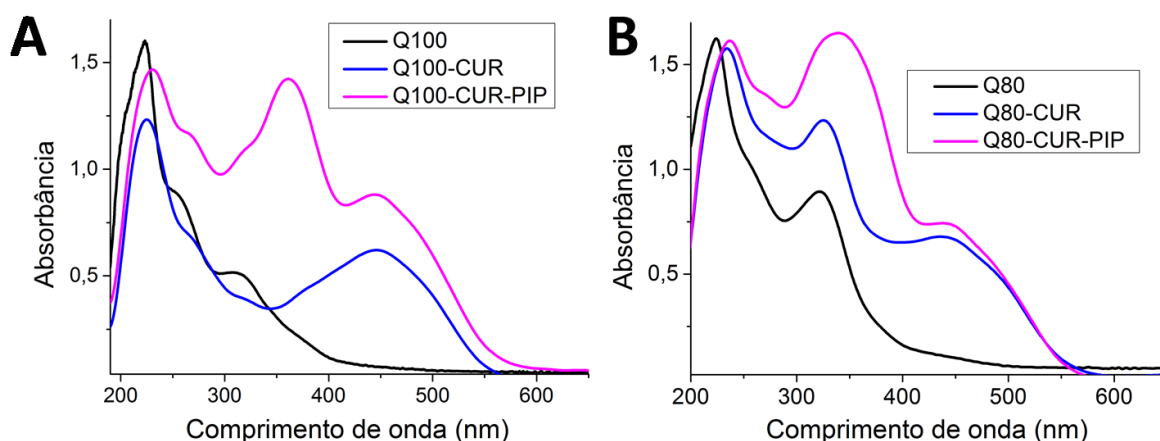 A
Q100
Q100-CUR
Q100-CUR-PIP
1,5
1,0
0,5
Absorbância
200
300
400
500
600
Comprimento de onda (nm)
B
Q80
Q80-CUR
Q80-CUR-PIP
1.5
1.0
0.5
Absorbância
200
300
400
500
600
Comprimento de onda (nm)